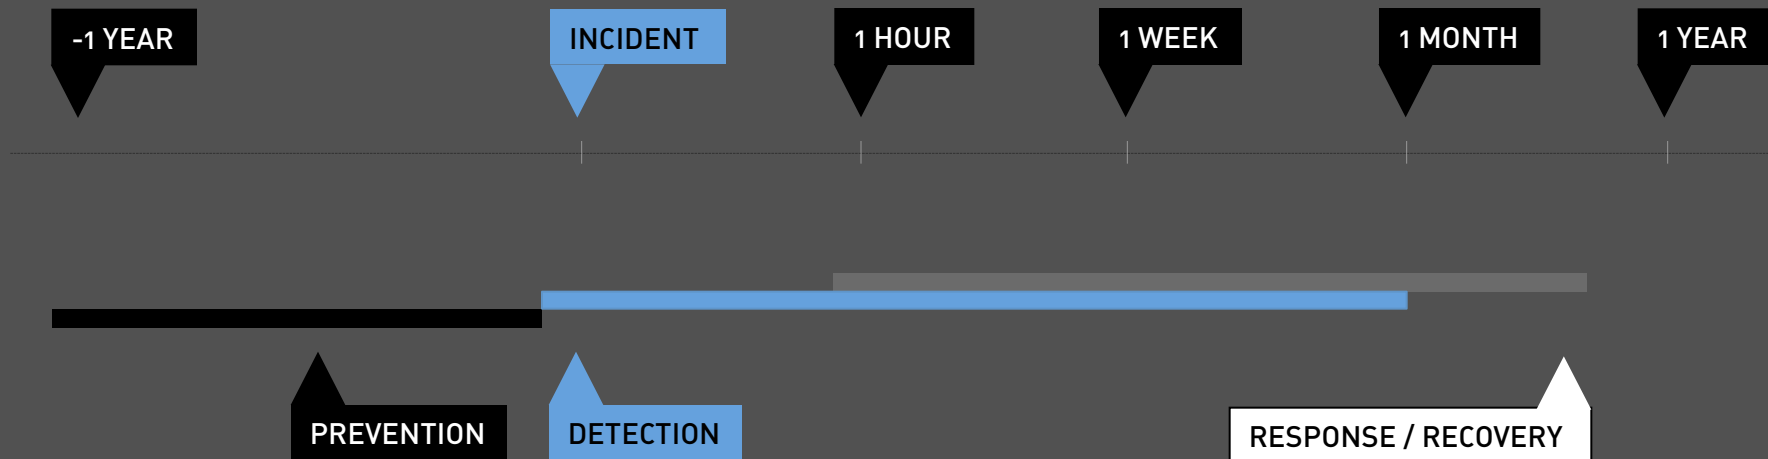 -1 YEAR
INCIDENT
1 HOUR
1 WEEK
1 MONTH
1 YEAR
PREVENTION
DETECTION
RESPONSE / RECOVERY